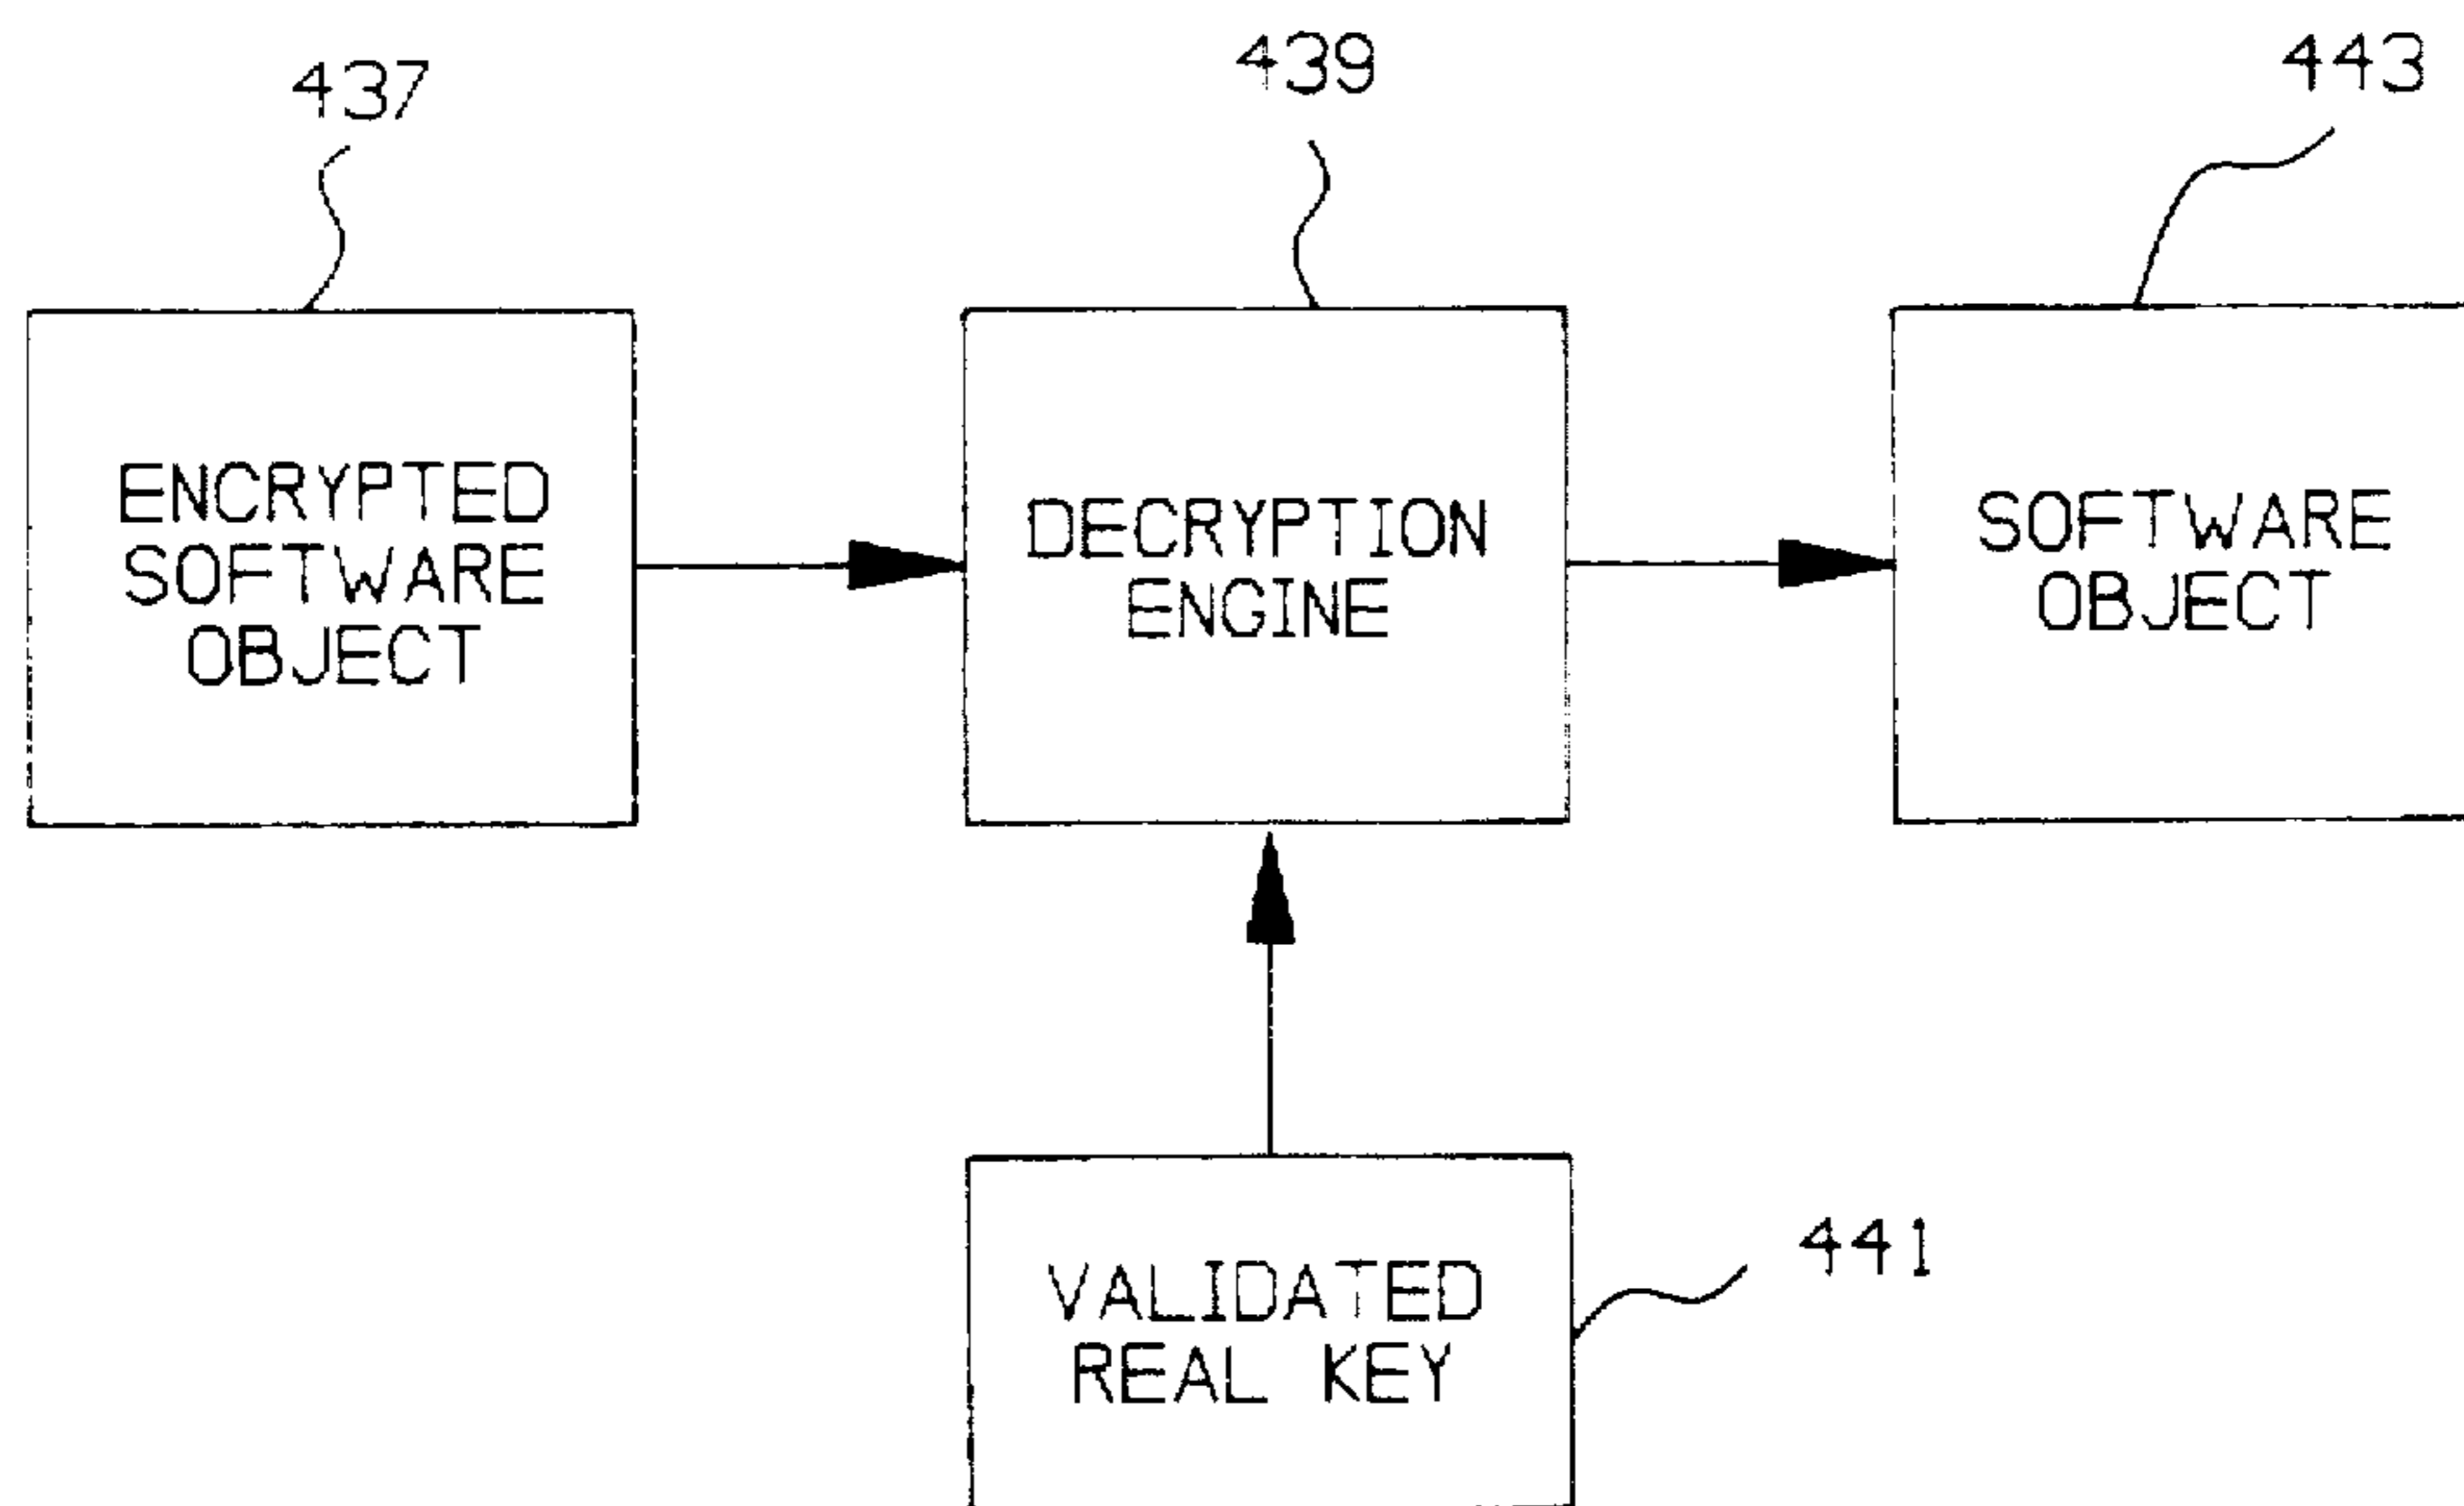 437
439
443
ENCRYPTED
SOFTWARE
OBJECT
DECRYPTION
ENGINE
SOFTWARE
OBJECT
VALIDATED
REAL KEY
441